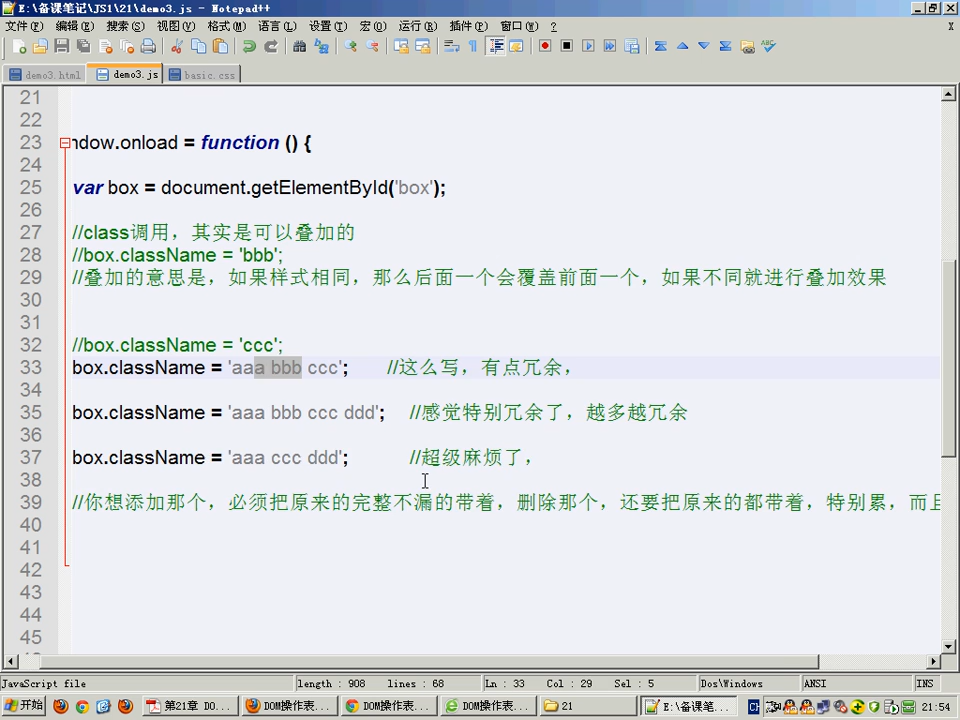 E:\备课笔记\JS1\21\demo3.js - Notepad++
文件(F) 编辑(E) 搜索(S) 视图(V) 格式(M) 语言(L) 设置(T) 宏(O) 运行(R) 插件(P) 窗口(W) ? X
demo3.html demo3.js basic.css
21
22
23 ndow.onload = function () {
24
25 var box = document.getElementById('box');
26
27 //class调用，其实是可以叠加的
28 //box.className = 'bbb';
29 //叠加的意思是，如果样式相同，那么后面一个会覆盖前面一个，如果不同就进行叠加效果
30
31
32 //box.className = 'ccc';
33 box.className = 'aaa bbb ccc'; //这么写，有点冗余，
34
35 box.className = 'aaa bbb ccc ddd'; //感觉特别冗余了，越多越冗余
36
37 box.className = 'aaa ccc ddd'; //超级麻烦了，
38
39 //你想添加那个，必须把原来的完整不漏的带着，删除那个，还要把原来的都带着，特别累，而且
40
41
42
43
44
45
JavaScript file length : 908 lines : 68 Ln : 33 Col : 29 Sel : 5 Dos\Windows ANSI INS
开始 第21章 DO... DOM操作表... DOM操作表... DOM操作表... 21 E:\备课笔... 21:54